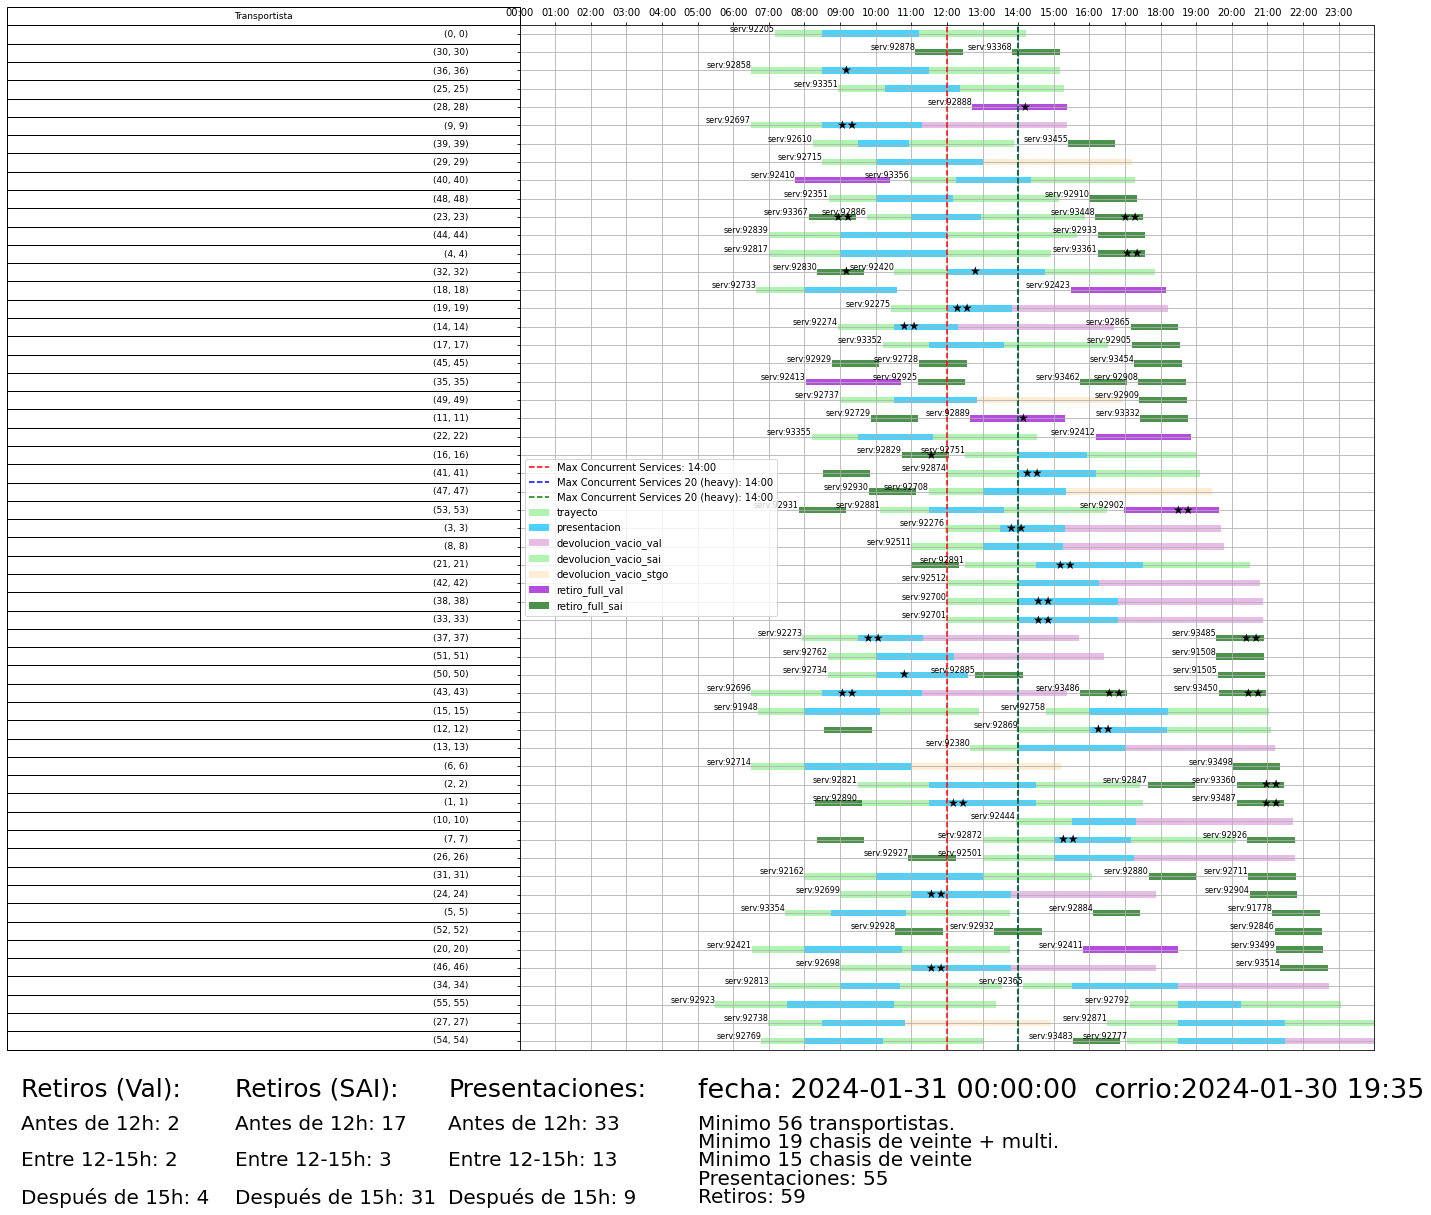 Transportista
00:00 01:00 02:00 03:00 04:00 05:00 06:00 07:00 08:00 09:00 10:00 11:00 12:00 13:00 14:00 15:00 16:00 17:00 18:00 19:00 20:00 21:00 22:00 23:00
(0, 0) serv:92205
(30, 30) serv:92878 serv:93368
(36, 36) serv:92858
(25, 25) serv:93351
(28, 28) serv:92888
(9, 9) serv:92697
(39, 39) serv:92610 serv:93455
(29, 29) serv:92715
(40, 40) serv:92410 serv:93356
(48, 48) serv:92351 serv:92910
(23, 23) serv:93367 serv:92886 serv:93448
(44, 44) serv:92839 serv:92933
(4, 4) serv:92817 serv:93361
(32, 32) serv:92830 serv:92420
(18, 18) serv:92733 serv:92423
(19, 19) serv:92275
(14, 14) serv:92274 serv:92865
(17, 17) serv:93352 serv:92905
(45, 45) serv:92929 serv:92728 serv:93454
(35, 35) serv:92413 serv:92925 serv:93462 serv:92908
(49, 49) serv:92737 serv:92909
(11, 11) serv:92729 serv:92889 serv:93332
(22, 22) serv:93355 serv:92412
(16, 16) serv:92829 serv:92751
(41, 41) serv:92874
(47, 47) serv:92930 serv:92708
(53, 53) serv:92931 serv:92881 serv:92902
(3, 3) serv:92276
(8, 8) serv:92511
(21, 21) serv:92891
(42, 42) serv:92512
(38, 38) serv:92700
(33, 33) serv:92701
(37, 37) serv:92273 serv:93485
(51, 51) serv:92762 serv:91508
(50, 50) serv:92734 serv:92885 serv:91505
(43, 43) serv:92696 serv:93486 serv:93450
(15, 15) serv:91948 serv:92758
(12, 12) serv:92869
(13, 13) serv:92380
(6, 6) serv:92714 serv:93498
(2, 2) serv:92821 serv:92847 serv:93360
(1, 1) serv:92890 serv:93487
(10, 10) serv:92444
(7, 7) serv:92872 serv:92926
(26, 26) serv:92927 serv:92501
(31, 31) serv:92162 serv:92880 serv:92711
(24, 24) serv:92699 serv:92904
(5, 5) serv:93354 serv:92884 serv:91778
(52, 52) serv:92928 serv:92932 serv:92846
(20, 20) serv:92421 serv:92411 serv:93499
(46, 46) serv:92698 serv:93514
(34, 34) serv:92813 serv:92365
(55, 55) serv:92923 serv:92792
(27, 27) serv:92738 serv:92871
(54, 54) serv:92769 serv:93483 serv:92777
Max Concurrent Services: 14:00
Max Concurrent Services 20 (heavy): 14:00
Max Concurrent Services 20 (heavy): 14:00
trayecto
presentacion
devolucion_vacio_val
devolucion_vacio_sai
devolucion_vacio_stgo
retiro_full_val
retiro_full_sai
Retiros (Val):
Antes de 12h: 2
Entre 12-15h: 2
Después de 15h: 4
Retiros (SAI):
Antes de 12h: 17
Entre 12-15h: 3
Después de 15h: 31
Presentaciones:
Antes de 12h: 33
Entre 12-15h: 13
Después de 15h: 9
fecha: 2024-01-31 00:00:00 corrio:2024-01-30 19:35
Minimo 56 transportistas.
Minimo 19 chasis de veinte + multi.
Minimo 15 chasis de veinte
Presentaciones: 55
Retiros: 59